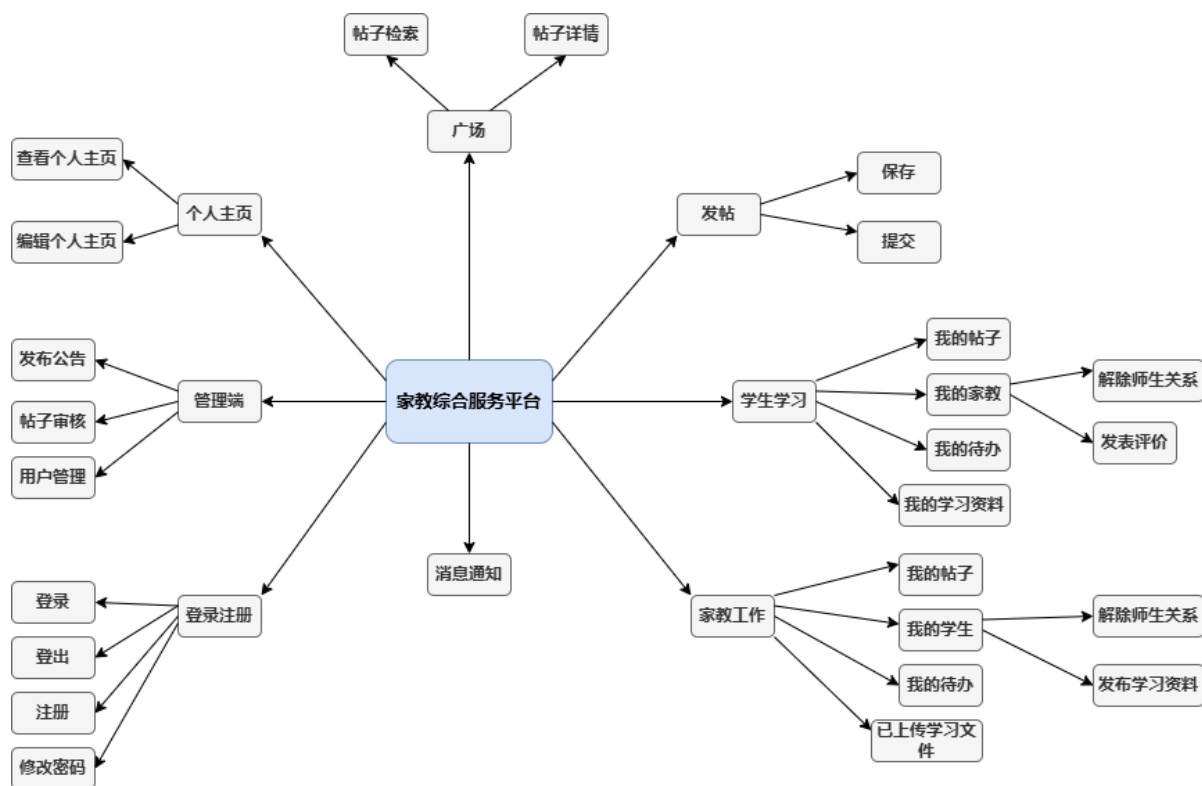 帖子检索
帖子详情
广场
查看个人主页
个人主页
编辑个人主页
发帖
保存
提交
发布公告
管理端
帖子审核
用户管理
家教综合服务平台
学生学习
我的帖子
我的家教
解除师生关系
发表评价
我的待办
我的学习资料
消息通知
登录
登录注册
登出
注册
修改密码
家教工作
我的帖子
我的学生
解除师生关系
发布学习资料
我的待办
已上传学习文
件